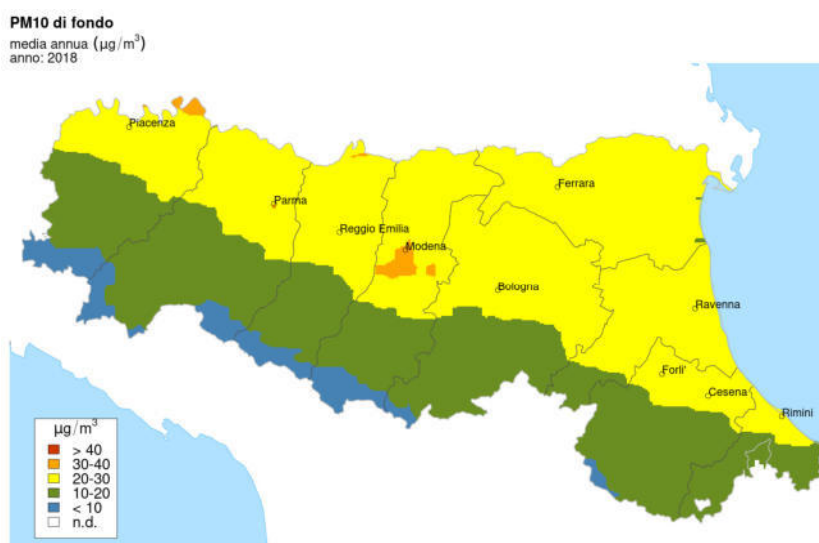 PM10 di fondo
media annua (µg/m³)
anno: 2018
Piacenza
Parma
Reggio Emilia
Modena
Ferrara
Bologna
Ravenna
Forli'
Cesena
Rimini
µg/m³
> 40
30-40
20-30
10-20
< 10
n.d.